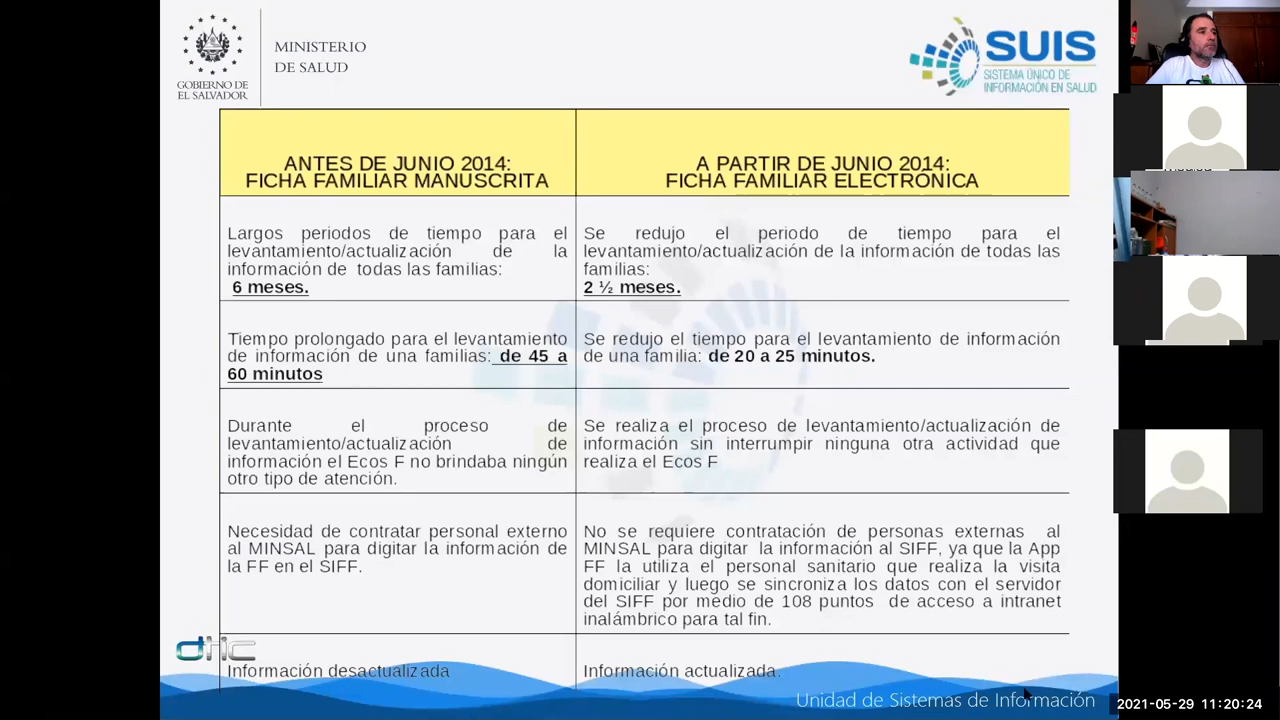 GOBIERNO DE
EL SALVADOR
MINISTERIO
DE SALUD
SUIS
SISTEMA ÚNICO DE
INFORMACIÓN EN SALUD
ANTES DE JUNIO 2014:
FICHA FAMILIAR MANUSCRITA
A PARTIR DE JUNIO 2014:
FICHA FAMILIAR ELECTRÓNICA
Largos periodos de tiempo para el
levantamiento/actualización de la
información de todas las familias:
6 meses.
Se redujo el periodo de tiempo para el
levantamiento/actualización de la información de todas las
familias:
2 ½ meses.
Tiempo prolongado para el levantamiento
de información de una familias: de 45 a
60 minutos
Se redujo el tiempo para el levantamiento de información
de una familia: de 20 a 25 minutos.
Durante el proceso de
levantamiento/actualización de
información el Ecos F no brindaba ningún
otro tipo de atención.
Se realiza el proceso de levantamiento/actualización de
información sin interrumpir ninguna otra actividad que
realiza el Ecos F
Necesidad de contratar personal externo
al MINSAL para digitar la información de
la FF en el SIFF.
No se requiere contratación de personas externas al
MINSAL para digitar la información al SIFF, ya que la App
FF la utiliza el personal sanitario que realiza la visita
domiciliar y luego se sincroniza los datos con el servidor
del SIFF por medio de 108 puntos de acceso a intranet
inalámbrico para tal fin.
Información desactualizada
Información actualizada.
dtic
Unidad de Sistemas de Información
2021-05-29 11:20:24